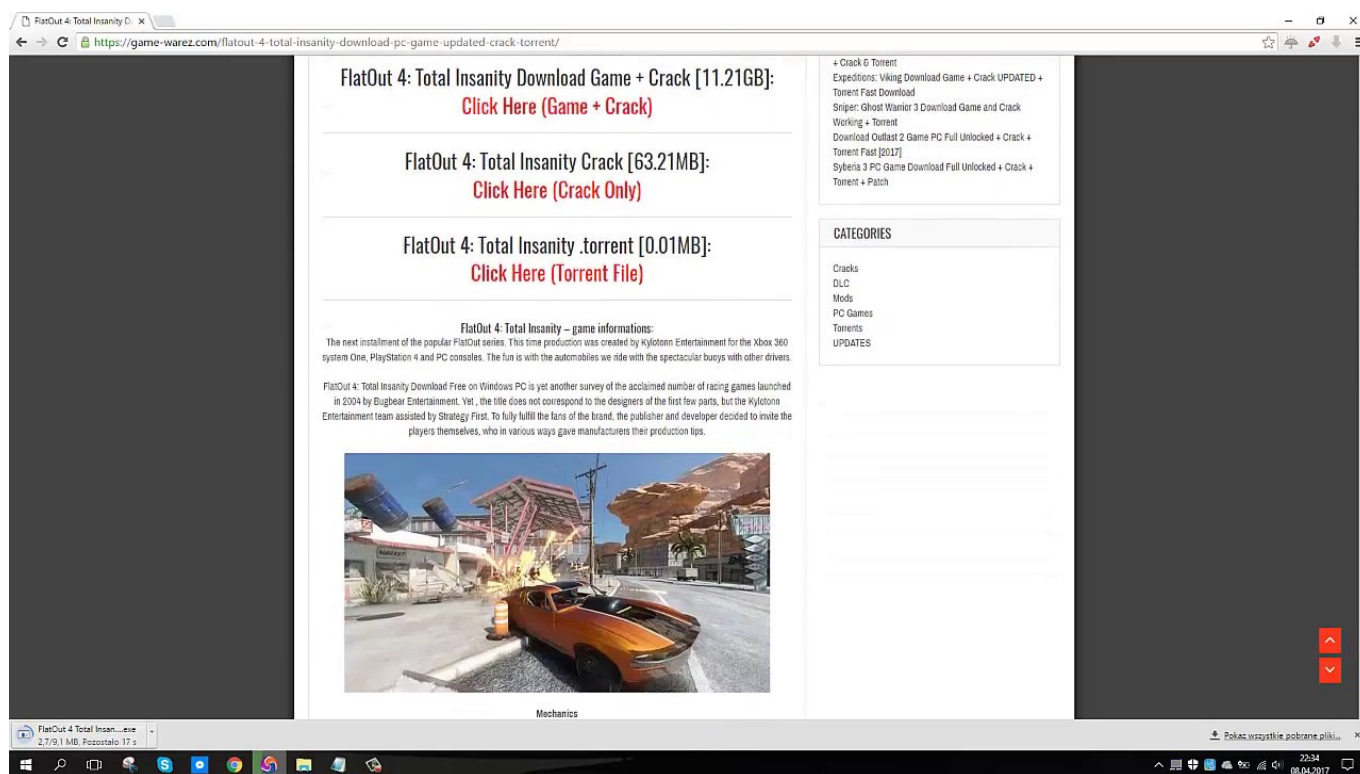 FlatOut 4: Total Insanity D
https://game-warez.com/flatout-4-total-insanity-download-pc-game-updated-crack-torrent/
FlatOut 4: Total Insanity Download Game + Crack [11.21GB]:
Click Here (Game + Crack)
FlatOut 4: Total Insanity Crack [63.21MB]:
Click Here (Crack Only)
FlatOut 4: Total Insanity .torrent [0.01MB]:
Click Here (Torrent File)
FlatOut 4: Total Insanity – game informations:
The next installment of the popular FlatOut series. This time production was created by Kylotonn Entertainment for the Xbox 360
system One, PlayStation 4 and PC consoles. The fun is with the automobiles we ride with the spectacular buoys with other drivers.
FlatOut 4: Total Insanity Download Free on Windows PC is yet another survey of the acclaimed number of racing games launched
in 2004 by Bugbear Entertainment. Yet , the title does not correspond to the designers of the first few parts, but the Kylotonn
Entertainment team assisted by Strategy First. To fully fulfill the fans of the brand, the publisher and developer decided to invite the
players themselves, who in various ways gave manufacturers their production tips.
MARKET
Mechanics
+ Crack & Torrent
Expeditions: Viking Download Game + Crack UPDATED +
Torrent Fast Download
Sniper: Ghost Warrior 3 Download Game and Crack
Working + Torrent
Download Outlast 2 Game PC Full Unlocked + Crack +
Torrent Fast [2017]
Syberia 3 PC Game Download Full Unlocked + Crack +
Torrent + Patch
CATEGORIES
Cracks
DLC
Mods
PC Games
Torrents
UPDATES
FlatOut 4 Total Insan....exe
2,7/9,1 MB, Pozostało 17 s
Pokaż wszystkie pobrane pliki...
22:34
08.04.2017